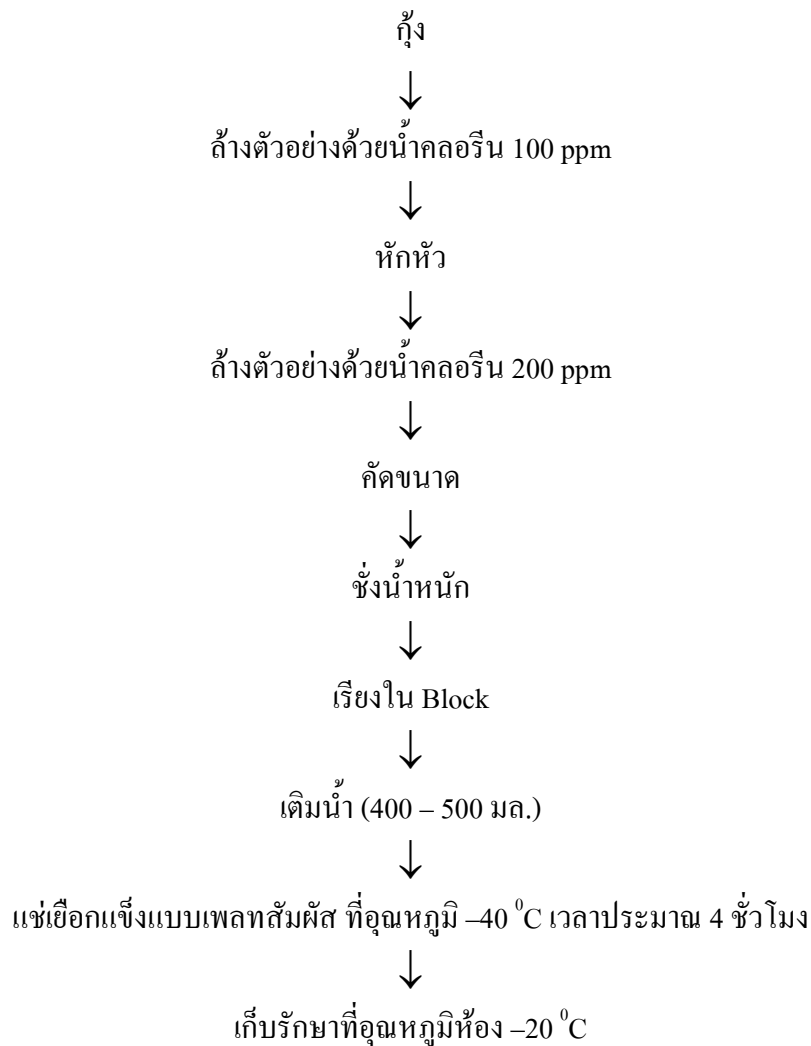 กุ้ง
↓
ล้างตัวอย่างด้วยน้ำคลอรีน 100 ppm
↓
หักหัว
↓
ล้างตัวอย่างด้วยน้ำคลอรีน 200 ppm
↓
คัดขนาด
↓
ชั่งน้ำหนัก
↓
เรียงใน Block
↓
เติมน้ำ (400 – 500 มล.)
↓
แช่เยือกแข็งแบบเพลทสัมผัส ที่อุณหภูมิ –40 ⁰C เวลาประมาณ 4 ชั่วโมง
↓
เก็บรักษาที่อุณหภูมิห้อง –20 ⁰C